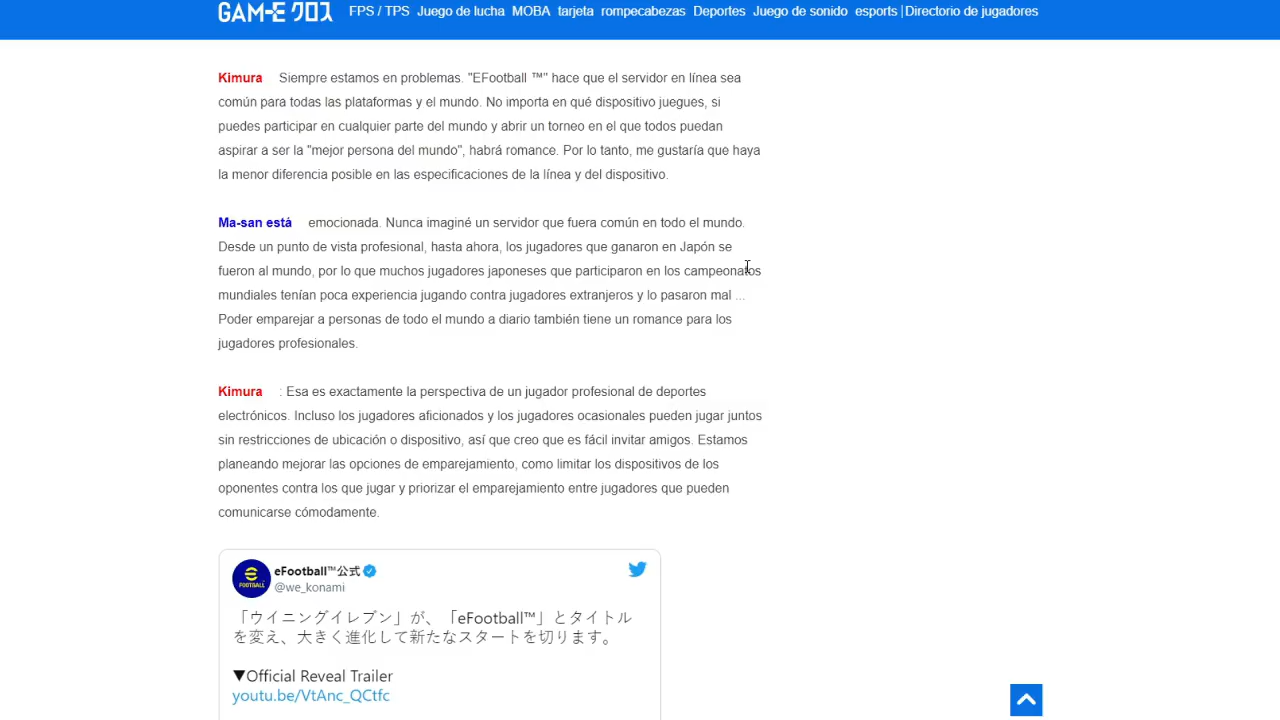 GAM-E クロス FPS / TPS Juego de lucha MOBA tarjeta rompecabezas Deportes Juego de sonido esports | Directorio de jugadores
Kimura Siempre estamos en problemas. "EFootball ™" hace que el servidor en línea sea
común para todas las plataformas y el mundo. No importa en qué dispositivo juegues, si
puedes participar en cualquier parte del mundo y abrir un torneo en el que todos puedan
aspirar a ser la "mejor persona del mundo", habrá romance. Por lo tanto, me gustaría que haya
la menor diferencia posible en las especificaciones de la línea y del dispositivo.
Ma-san está emocionada. Nunca imaginé un servidor que fuera común en todo el mundo.
Desde un punto de vista profesional, hasta ahora, los jugadores que ganaron en Japón se
fueron al mundo, por lo que muchos jugadores japoneses que participaron en los campeonatos
mundiales tenían poca experiencia jugando contra jugadores extranjeros y lo pasaron mal ...
Poder emparejar a personas de todo el mundo a diario también tiene un romance para los
jugadores profesionales.
Kimura : Esa es exactamente la perspectiva de un jugador profesional de deportes
electrónicos. Incluso los jugadores aficionados y los jugadores ocasionales pueden jugar juntos
sin restricciones de ubicación o dispositivo, así que creo que es fácil invitar amigos. Estamos
planeando mejorar las opciones de emparejamiento, como limitar los dispositivos de los
oponentes contra los que jugar y priorizar el emparejamiento entre jugadores que pueden
comunicarse cómodamente.
FOOTBALL
eFootball™公式
@we_konami
「ウイニングイレブン」が、「eFootball™」とタイトル
を変え、大きく進化して新たなスタートを切ります。
▼Official Reveal Trailer
youtu.be/VtAnc_QCtfc